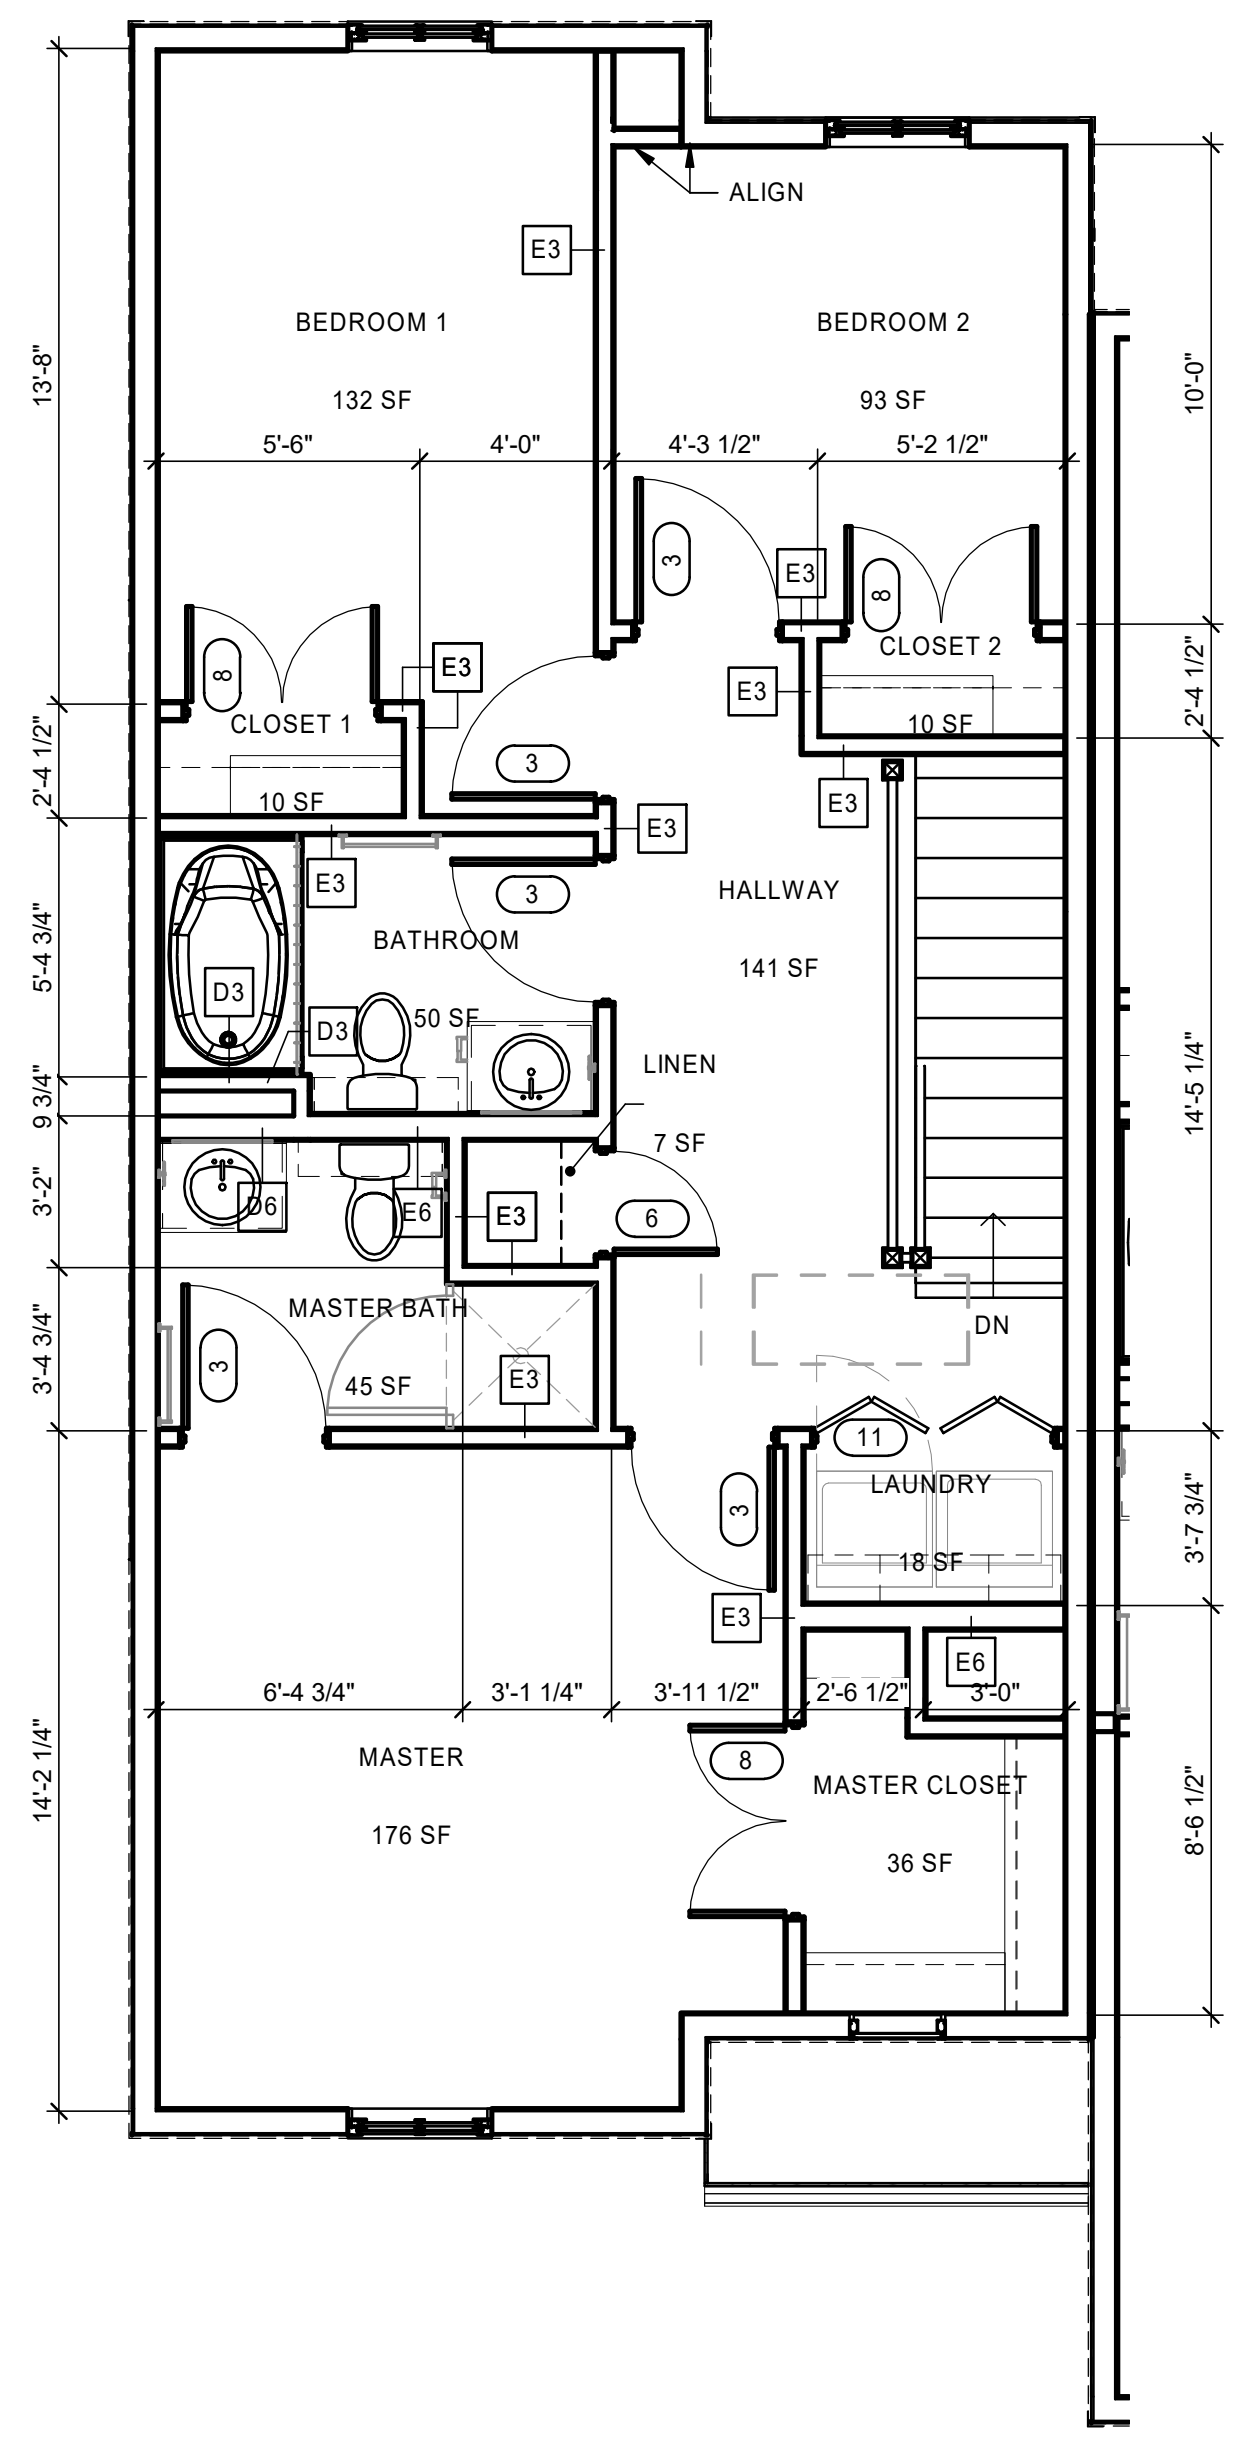 ALIGN
E3
BEDROOM 1
BEDROOM 2
13'-8"
10'-0"
132 SF
93 SF
5'-6"
4'-0"
4'-3 1/2"
5'-2 1/2"
3
E3
8
CLOSET 2
8
E3
E3
2'-4 1/2"
CLOSET 1
10 SF
2'-4 1/2"
3
10 SF
E3
E3
E3
3
HALLWAY
BATHROOM
5'-4 3/4"
141 SF
D3
50 SF
D3
LINEN
9 3/4"
7 SF
14'-5 1/4"
3'-2"
D6
E6
E3
6
MASTER BATH
DN
3'-4 3/4"
3
45 SF
E3
11
LAUNDRY
3
3'-7 3/4"
18 SF
E3
E6
6'-4 3/4"
3'-1 1/4"
3'-11 1/2"
2'-6 1/2"
3'-0"
14'-2 1/4"
MASTER
8
MASTER CLOSET
8'-6 1/2"
176 SF
36 SF